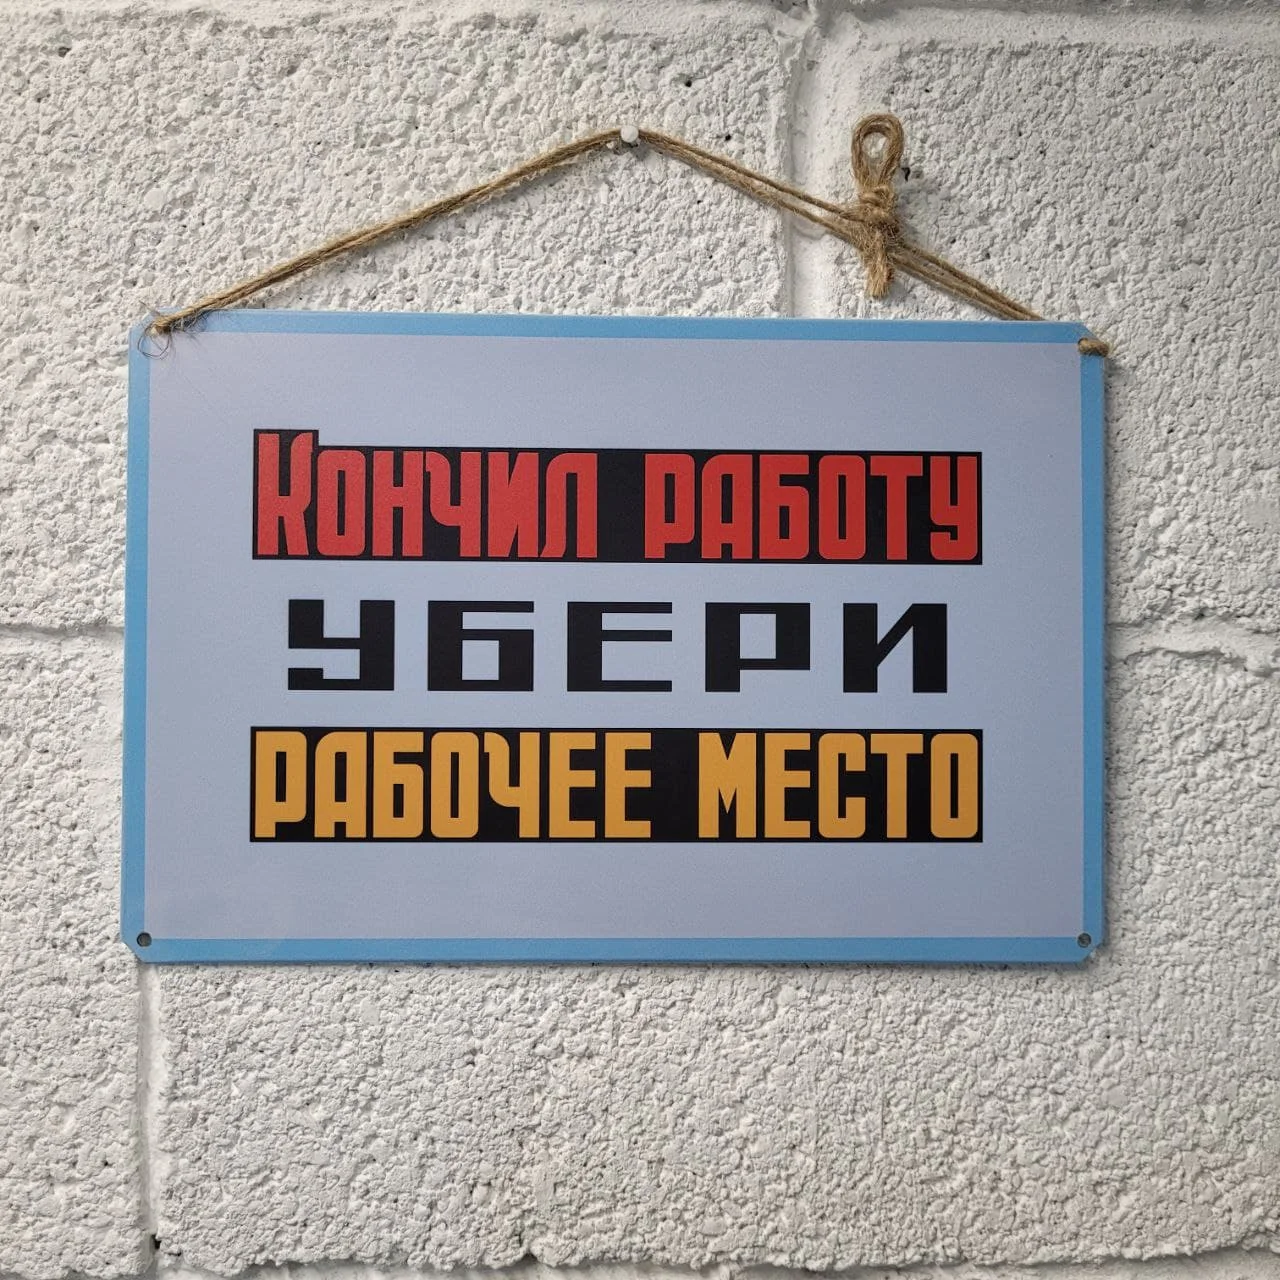 Кончил работу
убери
рабочее место